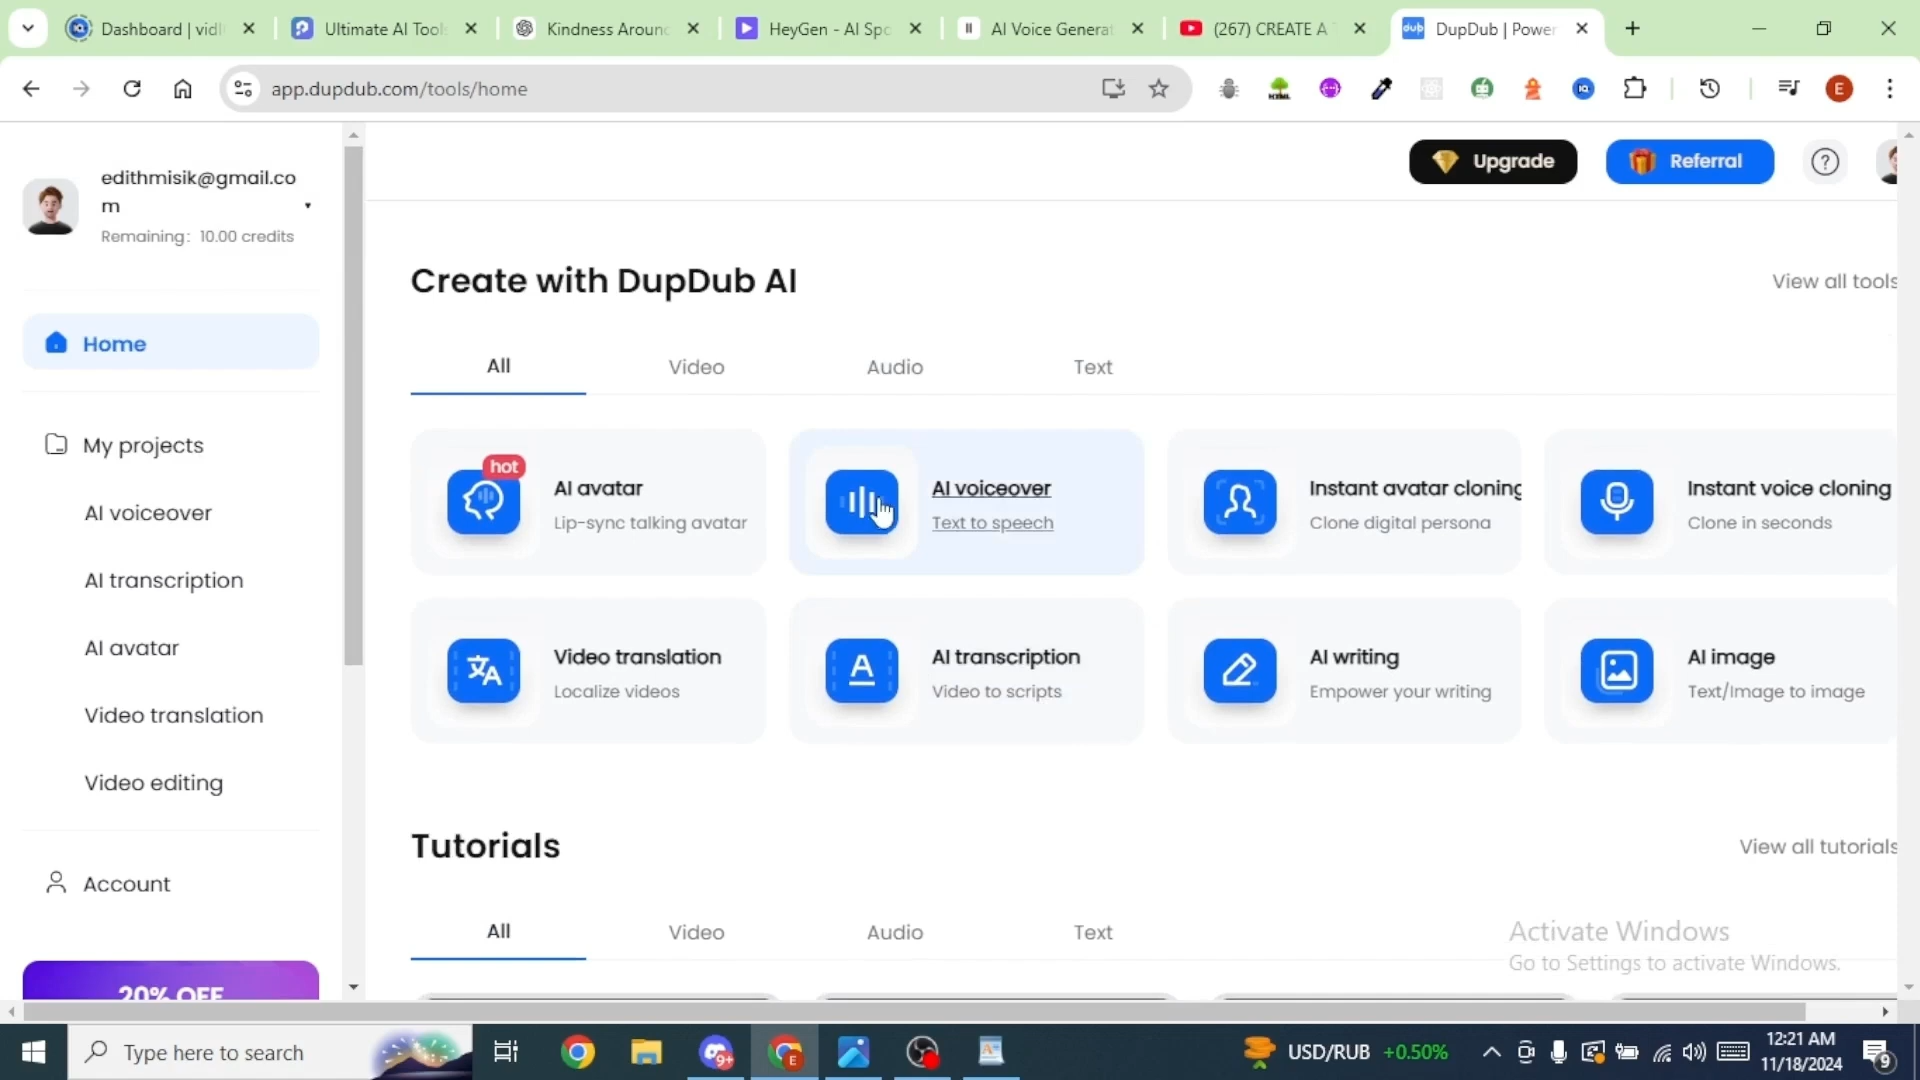 Dashboard | vidI
Ultimate AI Tool
Kindness Aroun
HeyGen - AI Spo
AI Voice Generat
(267) CREATE A
DupDub | Power
app.dupdub.com/tools/home
E
edithmisik@gmail.co
m
Remaining: 10.00 credits
Upgrade
Referral
Home
My projects
AI voiceover
AI transcription
AI avatar
Video translation
Video editing
Account
20% OFF
Create with DupDub AI
View all tools
All
Video
Audio
Text
hot
AI avatar
Lip-sync talking avatar
AI voiceover
Text to speech
Instant avatar cloning
Clone digital persona
Instant voice cloning
Clone in seconds
Video translation
Localize videos
AI transcription
Video to scripts
AI writing
Empower your writing
AI image
Text/Image to image
Tutorials
View all tutorials
All
Video
Audio
Text
Activate Windows
Go to Settings to activate Windows.
Type here to search
9+
E
USD/RUB +0.50%
12:21 AM
11/18/2024
9